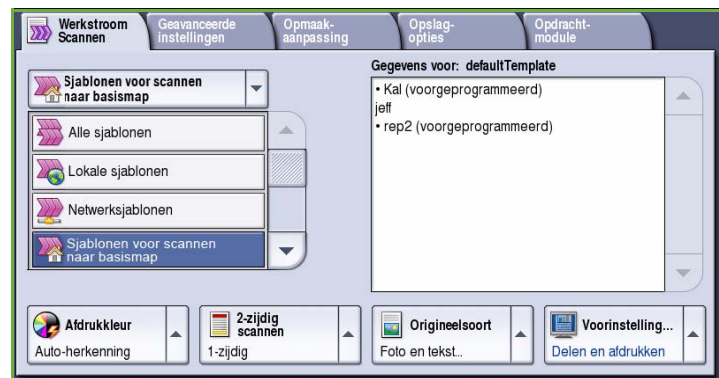 Werkstroom
Scannen
Geavanceerde
instellingen
Opmaak-
aanpassing
Opslag-
opties
Opdracht-
module
Sjablonen voor scannen
naar basismap
Alle sjablonen
Lokale sjablonen
Netwerksjablonen
Sjablonen voor scannen
naar basismap
Gegevens voor: defaultTemplate
• Kal (voorgeprogrammeerd)
jeff
• rep2 (voorgeprogrammeerd)
Afdrukkleur
Auto-herkenning
2-zijdig
scannen
1-zijdig
Origineelsoort
Foto en tekst...
Voorinstelling...
Delen en afdrukken